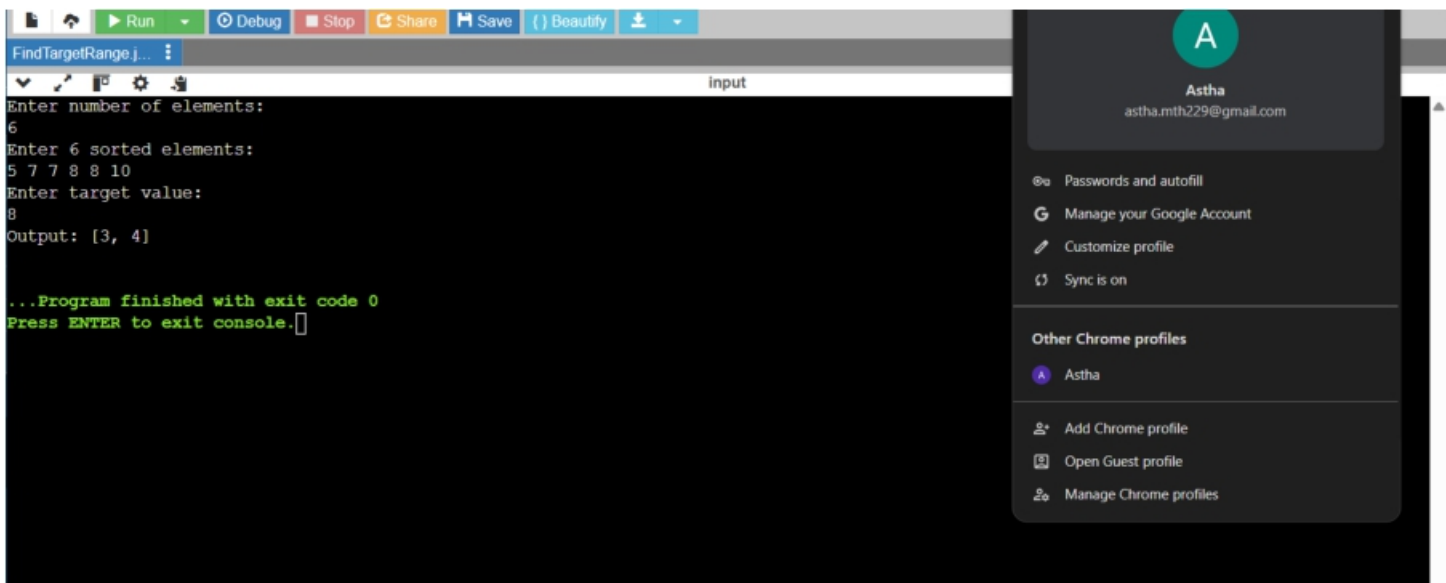 Run
Debug
Stop
Share
Save
{ } Beautify
FindTargetRange.j...
input
Enter number of elements:
6
Enter 6 sorted elements:
5 7 7 8 8 10
Enter target value:
8
Output: [3, 4]
...Program finished with exit code 0
Press ENTER to exit console.
A
Astha
astha.mth229@gmail.com
Passwords and autofill
G Manage your Google Account
Customize profile
Sync is on
Other Chrome profiles
A Astha
Add Chrome profile
Open Guest profile
Manage Chrome profiles